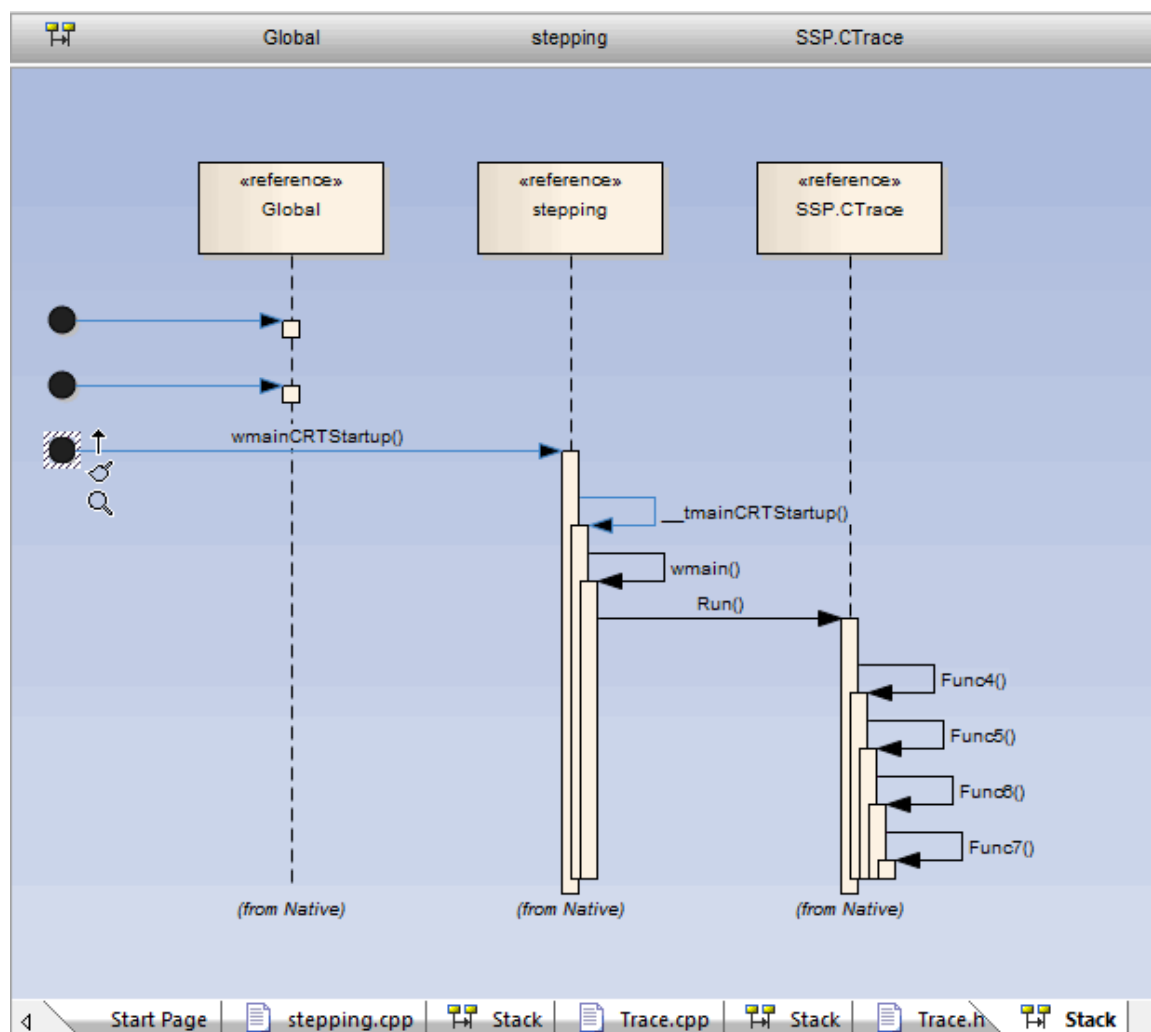 Global stepping SSP.CTrace
«reference» «reference» «reference»
Global stepping SSP.CTrace
wmainCRTStartup()
__tmainCRTStartup()
wmain()
Run()
Func4()
Func5()
Func6()
Func7()
(from Native) (from Native) (from Native)
Start Page stepping.cpp Stack Trace.cpp Stack Trace.h Stack